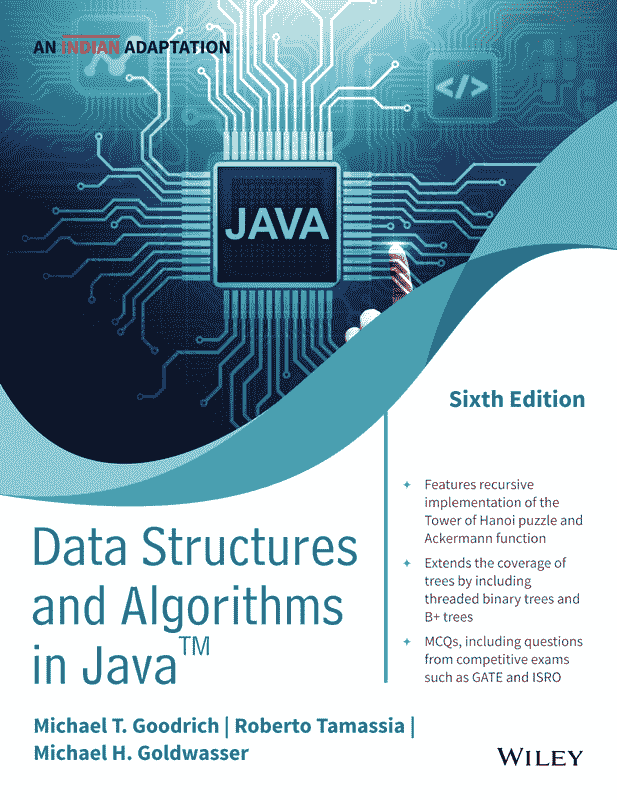 AN INDIAN ADAPTATION
</>
JAVA
Sixth Edition
✦ Features recursive
implementation of the
Tower of Hanoi puzzle and
Ackermann function
✦ Extends the coverage of
trees by including
threaded binary trees and
B+ trees
✦ MCQs, including questions
from competitive exams
such as GATE and ISRO
Data Structures
and Algorithms
in Java™
Michael T. Goodrich | Roberto Tamassia |
Michael H. Goldwasser
WILEY